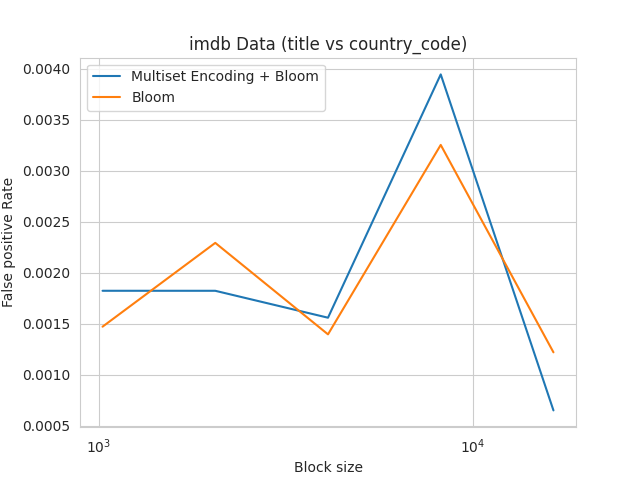 imdb Data (title vs country_code)
Multiset Encoding + Bloom
Bloom
False positive Rate
0.0040
0.0035
0.0030
0.0025
0.0020
0.0015
0.0010
0.0005
10³ 10⁴
Block size